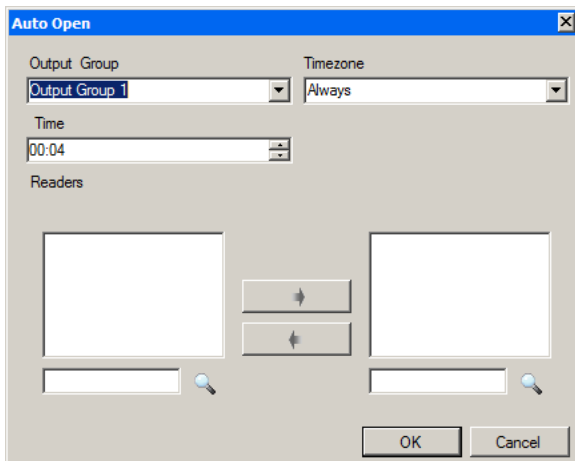 Auto Open
Output Group Timezone
Output Group 1 Always
Time
00:04
Readers
OK Cancel